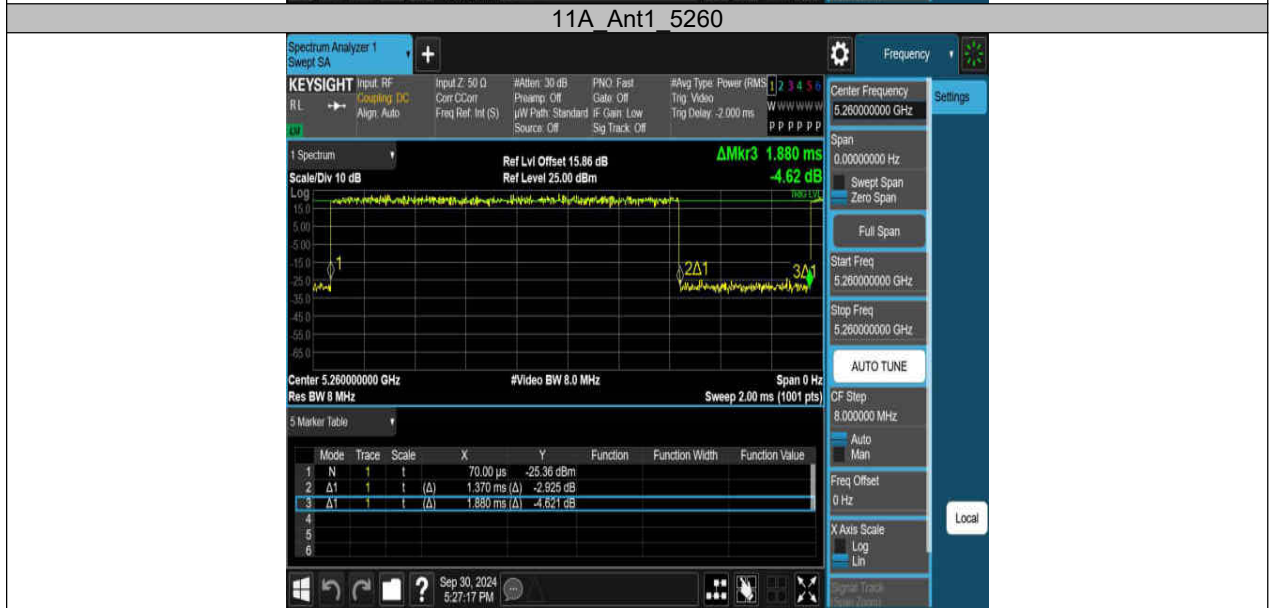 11A_Ant1_5260
Spectrum Analyzer 1
Swept SA
+
Frequency
KEYSIGHT
RL
LXI
Input: RF
Coupling: DC
Align: Auto
Input Z: 50 Ω
Corr CCorr
Freq Ref: Int (S)
#Atten: 30 dB
Preamp: Off
µW Path: Standard
Source: Off
PNO: Fast
Gate: Off
IF Gain: Low
Sig Track: Off
#Avg Type: Power (RMS
Trig: Video
Trig Delay: -2.000 ms
1 2 3 4 5 6
W W W W W W
P P P P P P
1 Spectrum
Scale/Div 10 dB
Ref Lvl Offset 15.86 dB
Ref Level 25.00 dBm
ΔMkr3 1.880 ms
-4.62 dB
Log
TRIG LVL
15.0
5.00
-5.00
-15.0
-25.0
-35.0
-45.0
-55.0
-65.0
1
2Δ1
3Δ1
Center 5.260000000 GHz
#Video BW 8.0 MHz
Span 0 Hz
Res BW 8 MHz
Sweep 2.00 ms (1001 pts)
5 Marker Table
Mode Trace Scale X Y Function Function Width Function Value
1 N 1 t 70.00 µs -25.36 dBm
2 Δ1 1 t (Δ) 1.370 ms (Δ) -2.925 dB
3 Δ1 1 t (Δ) 1.880 ms (Δ) -4.621 dB
4
5
6
?
Sep 30, 2024
5:27:17 PM
Center Frequency
5.260000000 GHz
Settings
Span
0.00000000 Hz
Swept Span
Zero Span
Full Span
Start Freq
5.260000000 GHz
Stop Freq
5.260000000 GHz
AUTO TUNE
CF Step
8.000000 MHz
Auto
Man
Freq Offset
0 Hz
Local
X Axis Scale
Log
Lin
Signal Track
(Span Zoom)